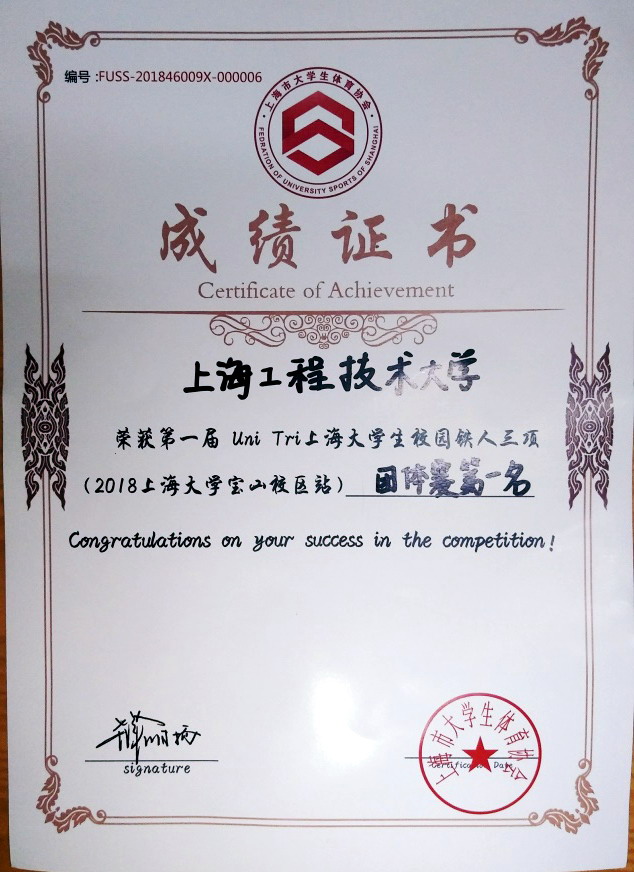 编号:FUSS-201846009X-000006
上海市大学生体育协会
FEDRATION OF UNIVERSITY SPORTS OF SHANGHAI
成绩证书
Certificate of Achievement
上海工程技术大学
荣获第一届 Uni Tri上海大学生校园铁人三项
(2018上海大学宝山校区站) 团体赛第一名
Congratulations on your success in the competition!
signature
Certification Date
上海市大学生体育协会